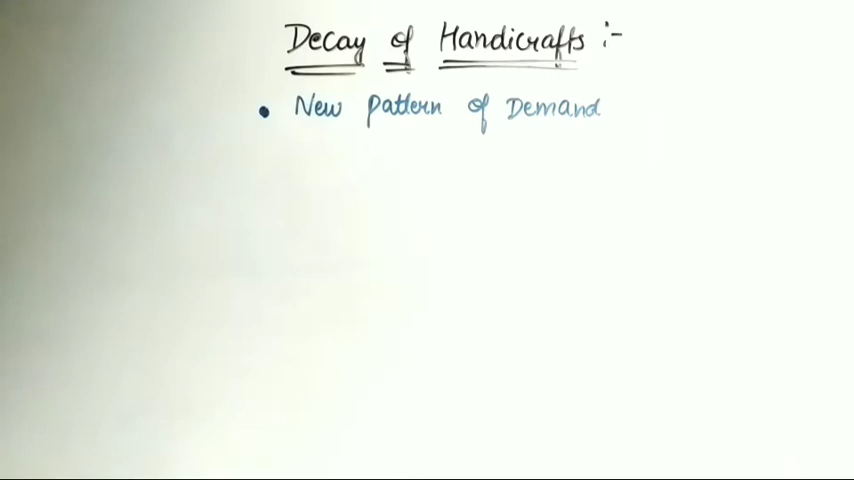 Decay of Handicrafts :-
• New Pattern of Demand